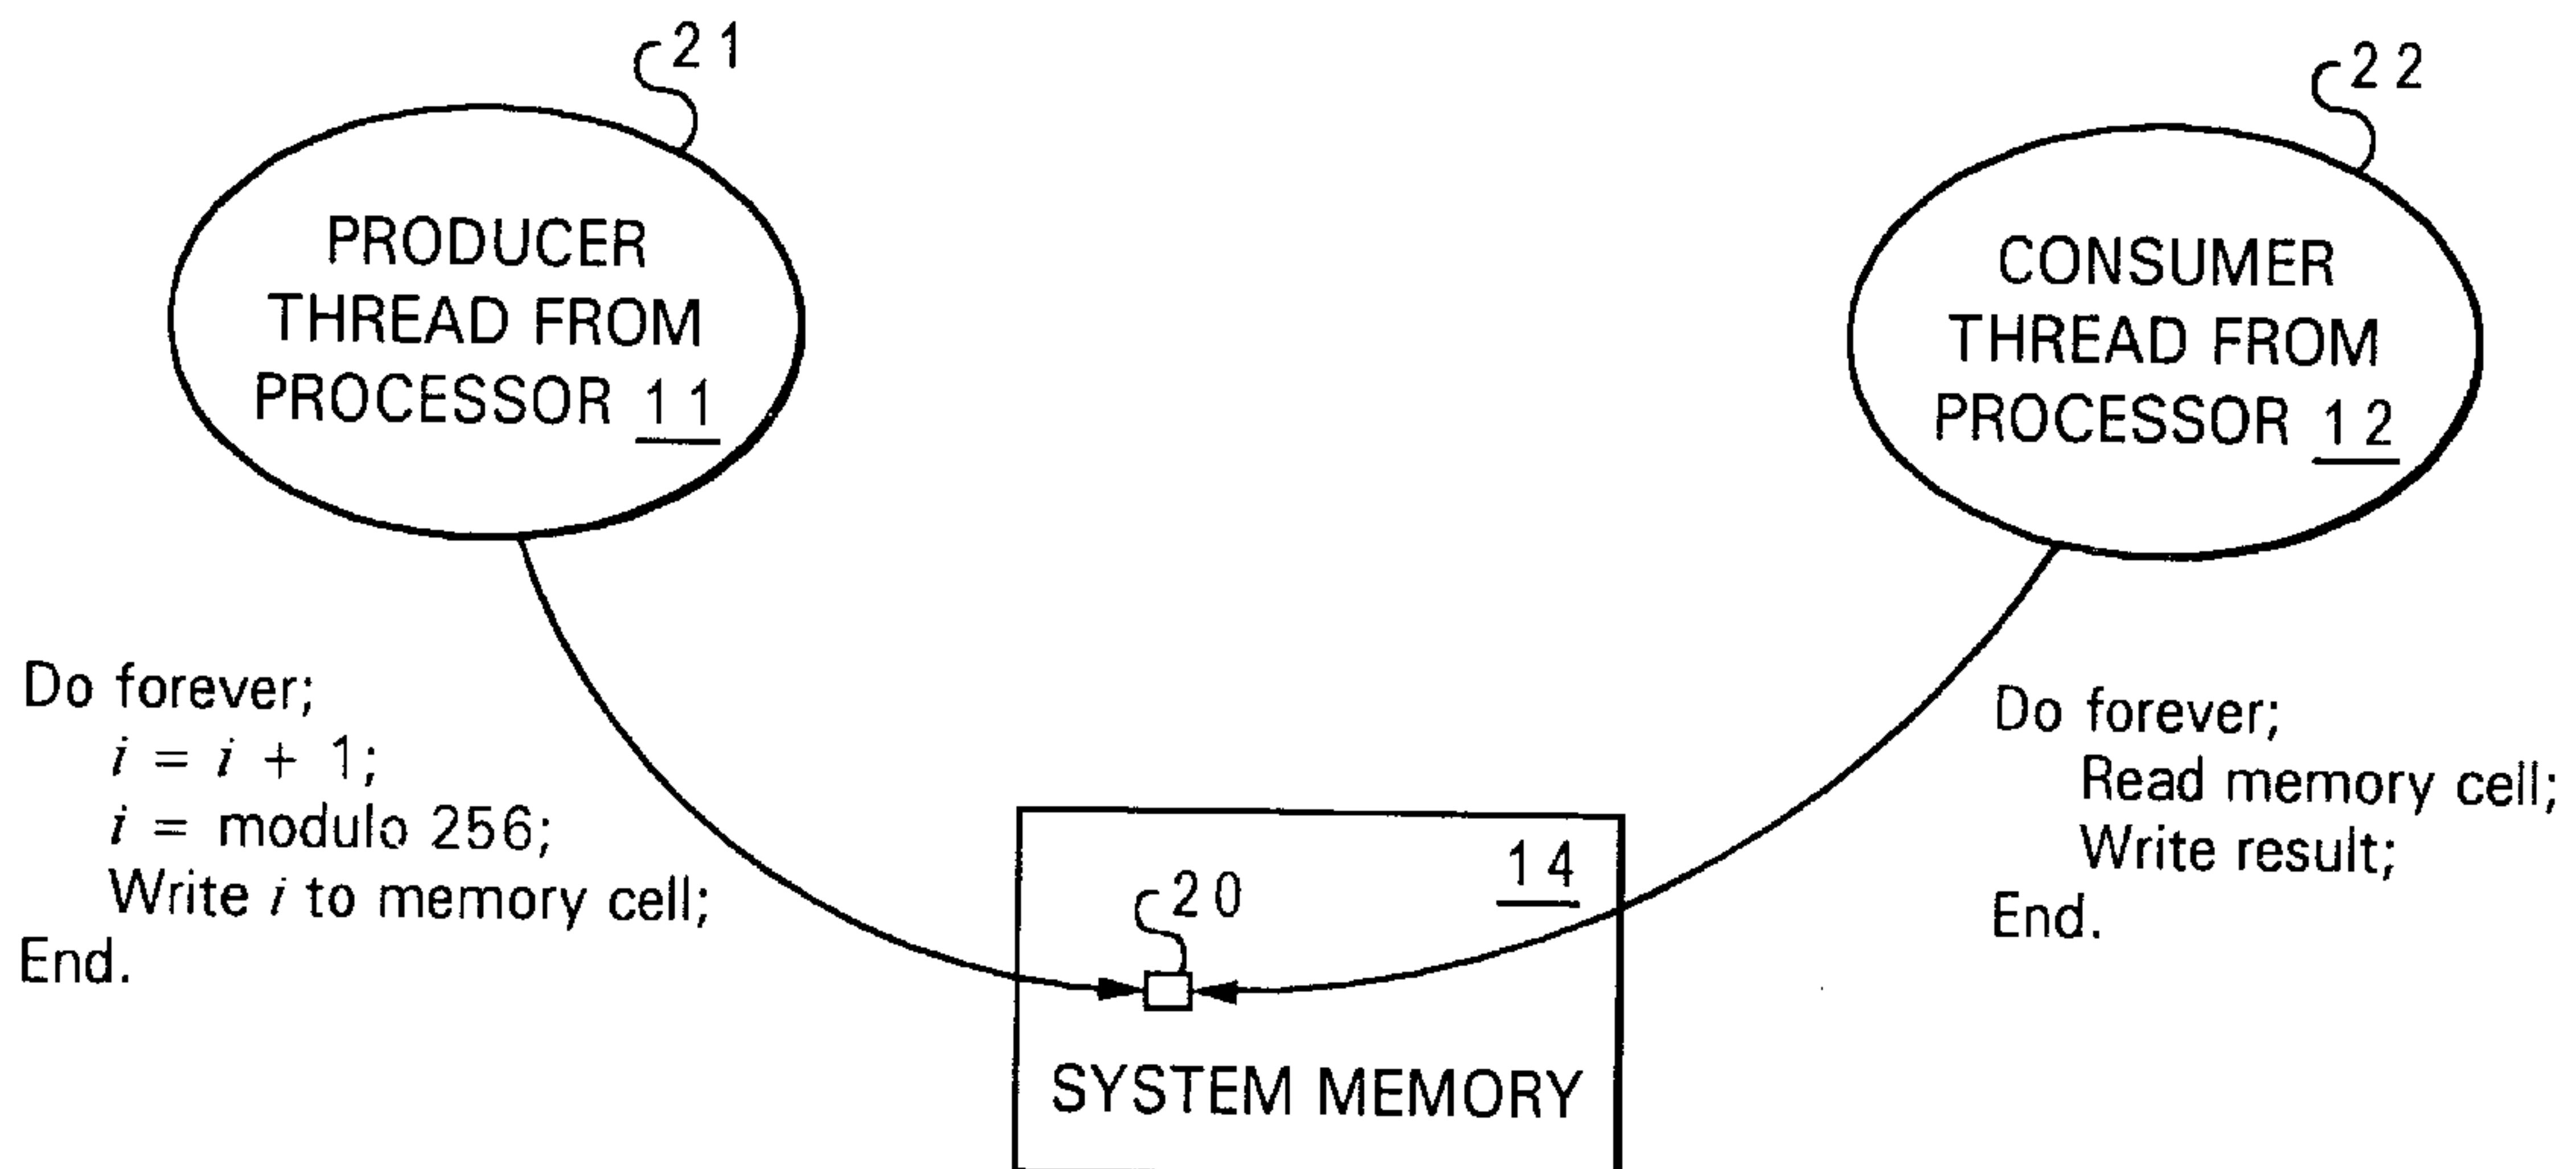 21
PRODUCER
THREAD FROM
PROCESSOR 11
22
CONSUMER
THREAD FROM
PROCESSOR 12
Do forever;
i = i + 1;
i = modulo 256;
Write i to memory cell;
End.
Do forever;
Read memory cell;
Write result;
End.
14
20
SYSTEM MEMORY